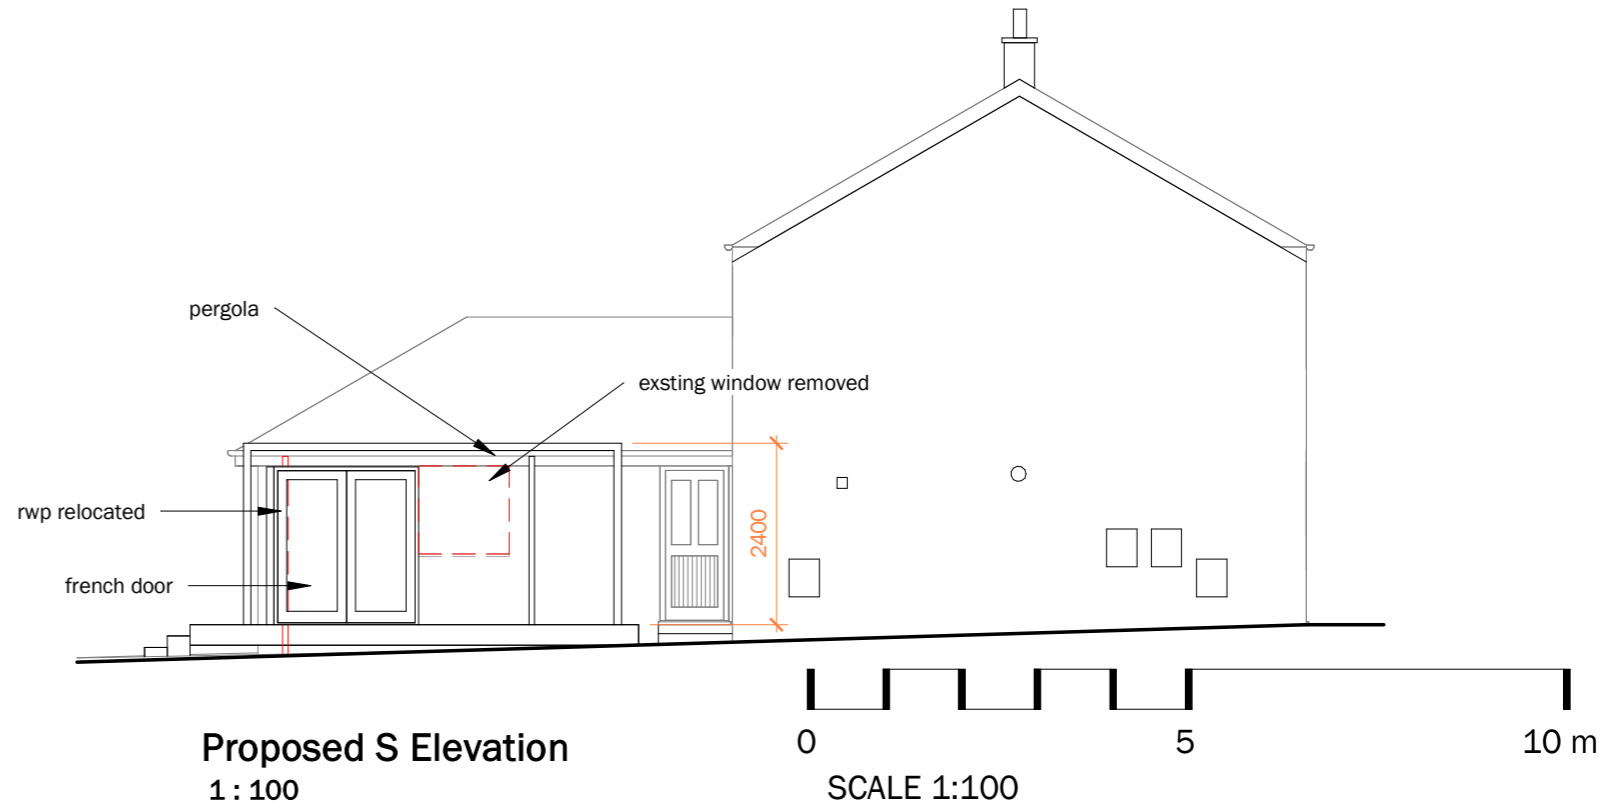 pergola
exsting window removed
rwp relocated
french door
2400
Proposed S Elevation
1 : 100
0 5 10 m
SCALE 1:100